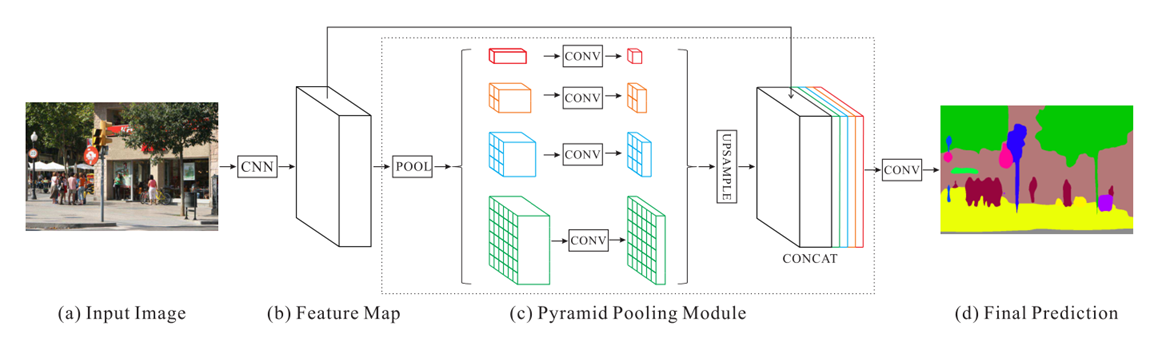 CONV
CONV
CONV
CONV
CNN
POOL
UPSAMPLE
CONCAT
CONV
(a) Input Image
(b) Feature Map
(c) Pyramid Pooling Module
(d) Final Prediction